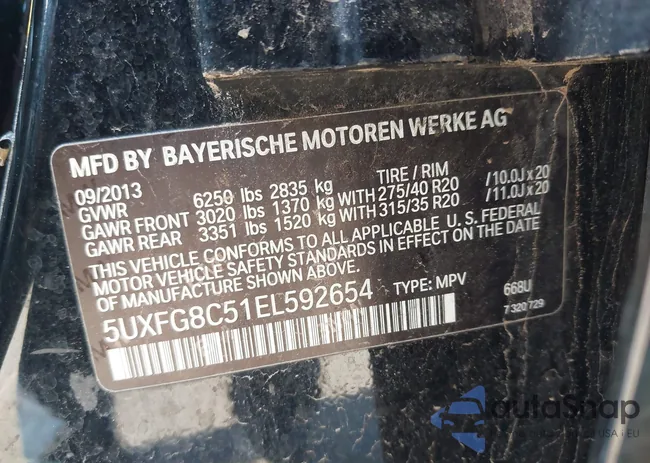 MFD BY BAYERISCHE MOTOREN WERKE AG
09/2013 TIRE / RIM
GVWR 6250 lbs 2835 kg
GAWR FRONT 3020 lbs 1370 kg WITH 275/40 R20 /10.0J x 20
GAWR REAR 3351 lbs 1520 kg WITH 315/35 R20 /11.0J x 20
THIS VEHICLE CONFORMS TO ALL APPLICABLE U. S. FEDERAL
MOTOR VEHICLE SAFETY STANDARDS IN EFFECT ON THE DATE
OF MANUFACTURE SHOWN ABOVE.
5UXFG8C51EL592654 TYPE: MPV 668U
7 320 729
autoSnap
USA - EU